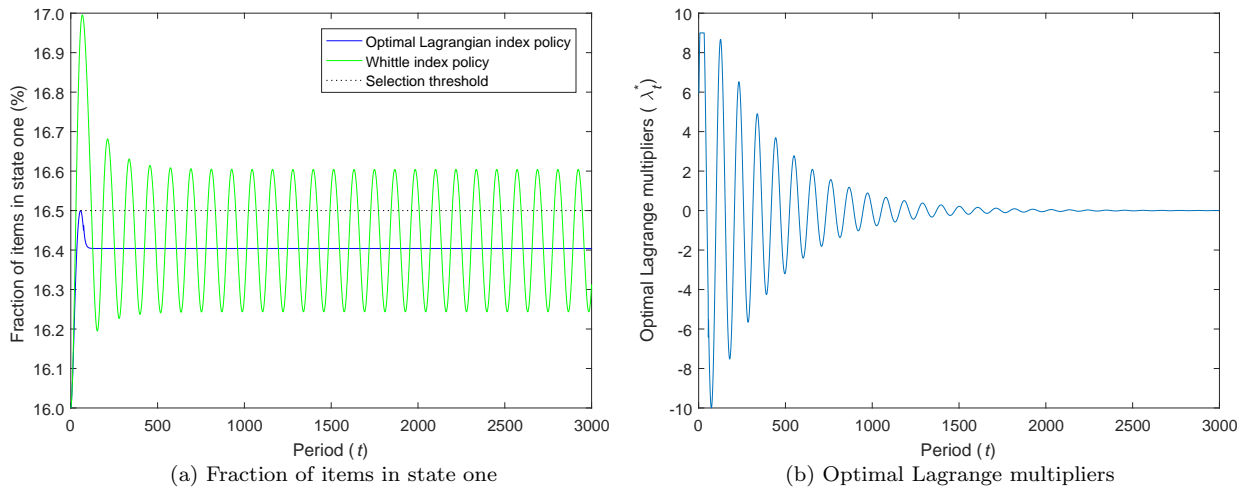 17.0
16.9
16.8
16.7
16.6
16.5
16.4
16.3
16.2
16.1
16.0
Fraction of items in state one (%)
Optimal Lagrangian index policy
Whittle index policy
Selection threshold
0 500 1000 1500 2000 2500 3000
Period (t)
(a) Fraction of items in state one
10
8
6
4
2
0
-2
-4
-6
-8
-10
Optimal Lagrange multipliers ( λ*t)
0 500 1000 1500 2000 2500 3000
Period (t)
(b) Optimal Lagrange multipliers